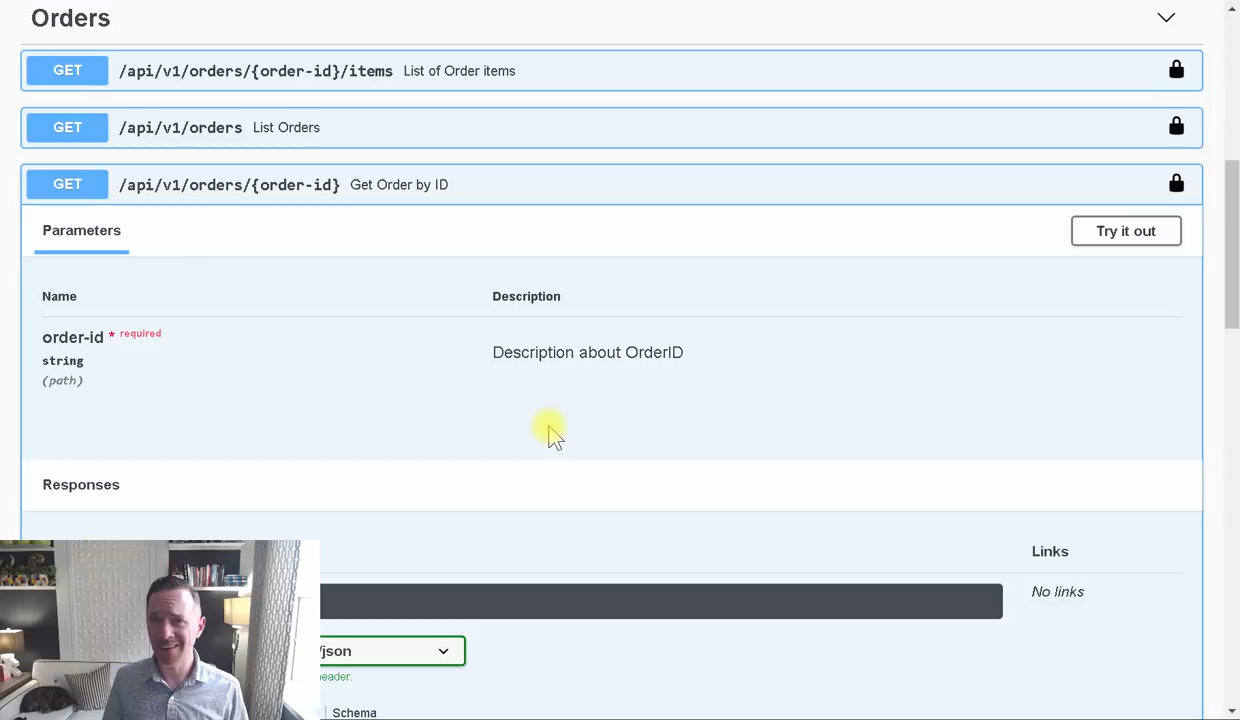 Orders
GET /api/v1/orders/{order-id}/items List of Order items
GET /api/v1/orders List Orders
GET /api/v1/orders/{order-id} Get Order by ID
Parameters
Try it out
Name Description
order-id * required
string
(path)
Description about OrderID
Responses
Links
No links
/json
eader.
Schema